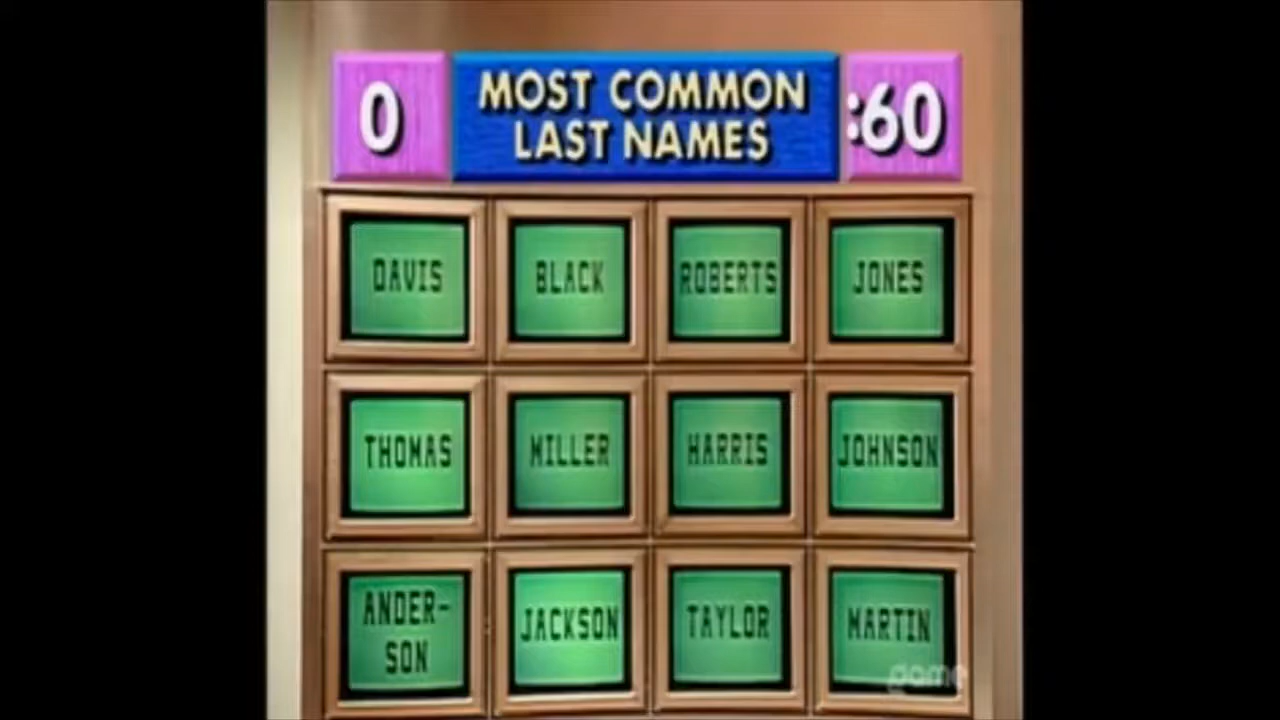 0
MOST COMMON
LAST NAMES
:60
DAVIS
BLACK
ROBERTS
JONES
THOMAS
MILLER
HARRIS
JOHNSON
ANDER-
SON
JACKSON
TAYLOR
MARTIN
game